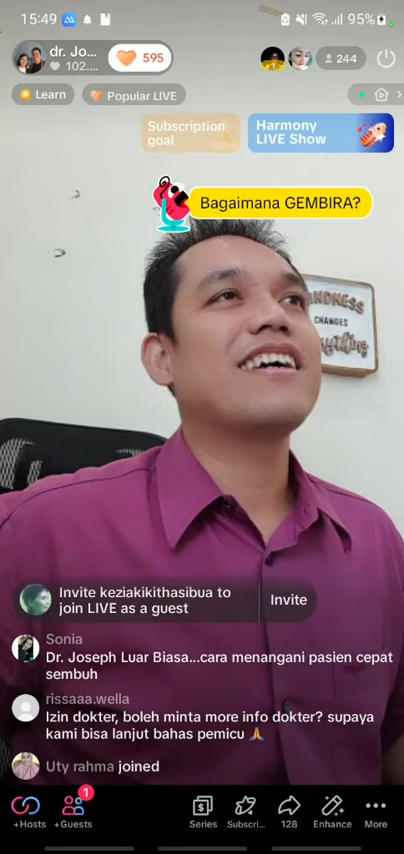 15:49
95%
dr. Jo...
102....
595
244
Learn
Popular LIVE
Subscription
goal
Harmony
LIVE Show
Bagaimana GEMBIRA?
KINDNESS
CHANGES
Everything
Invite keziakikithasibua to
join LIVE as a guest
Invite
Sonia
Dr. Joseph Luar Biasa...cara menangani pasien cepat
sembuh
rissaaa.wella
Izin dokter, boleh minta more info dokter? supaya
kami bisa lanjut bahas pemicu 🙏
Uty rahma joined
1
+Hosts
+Guests
Series
Subscri...
128
Enhance
More